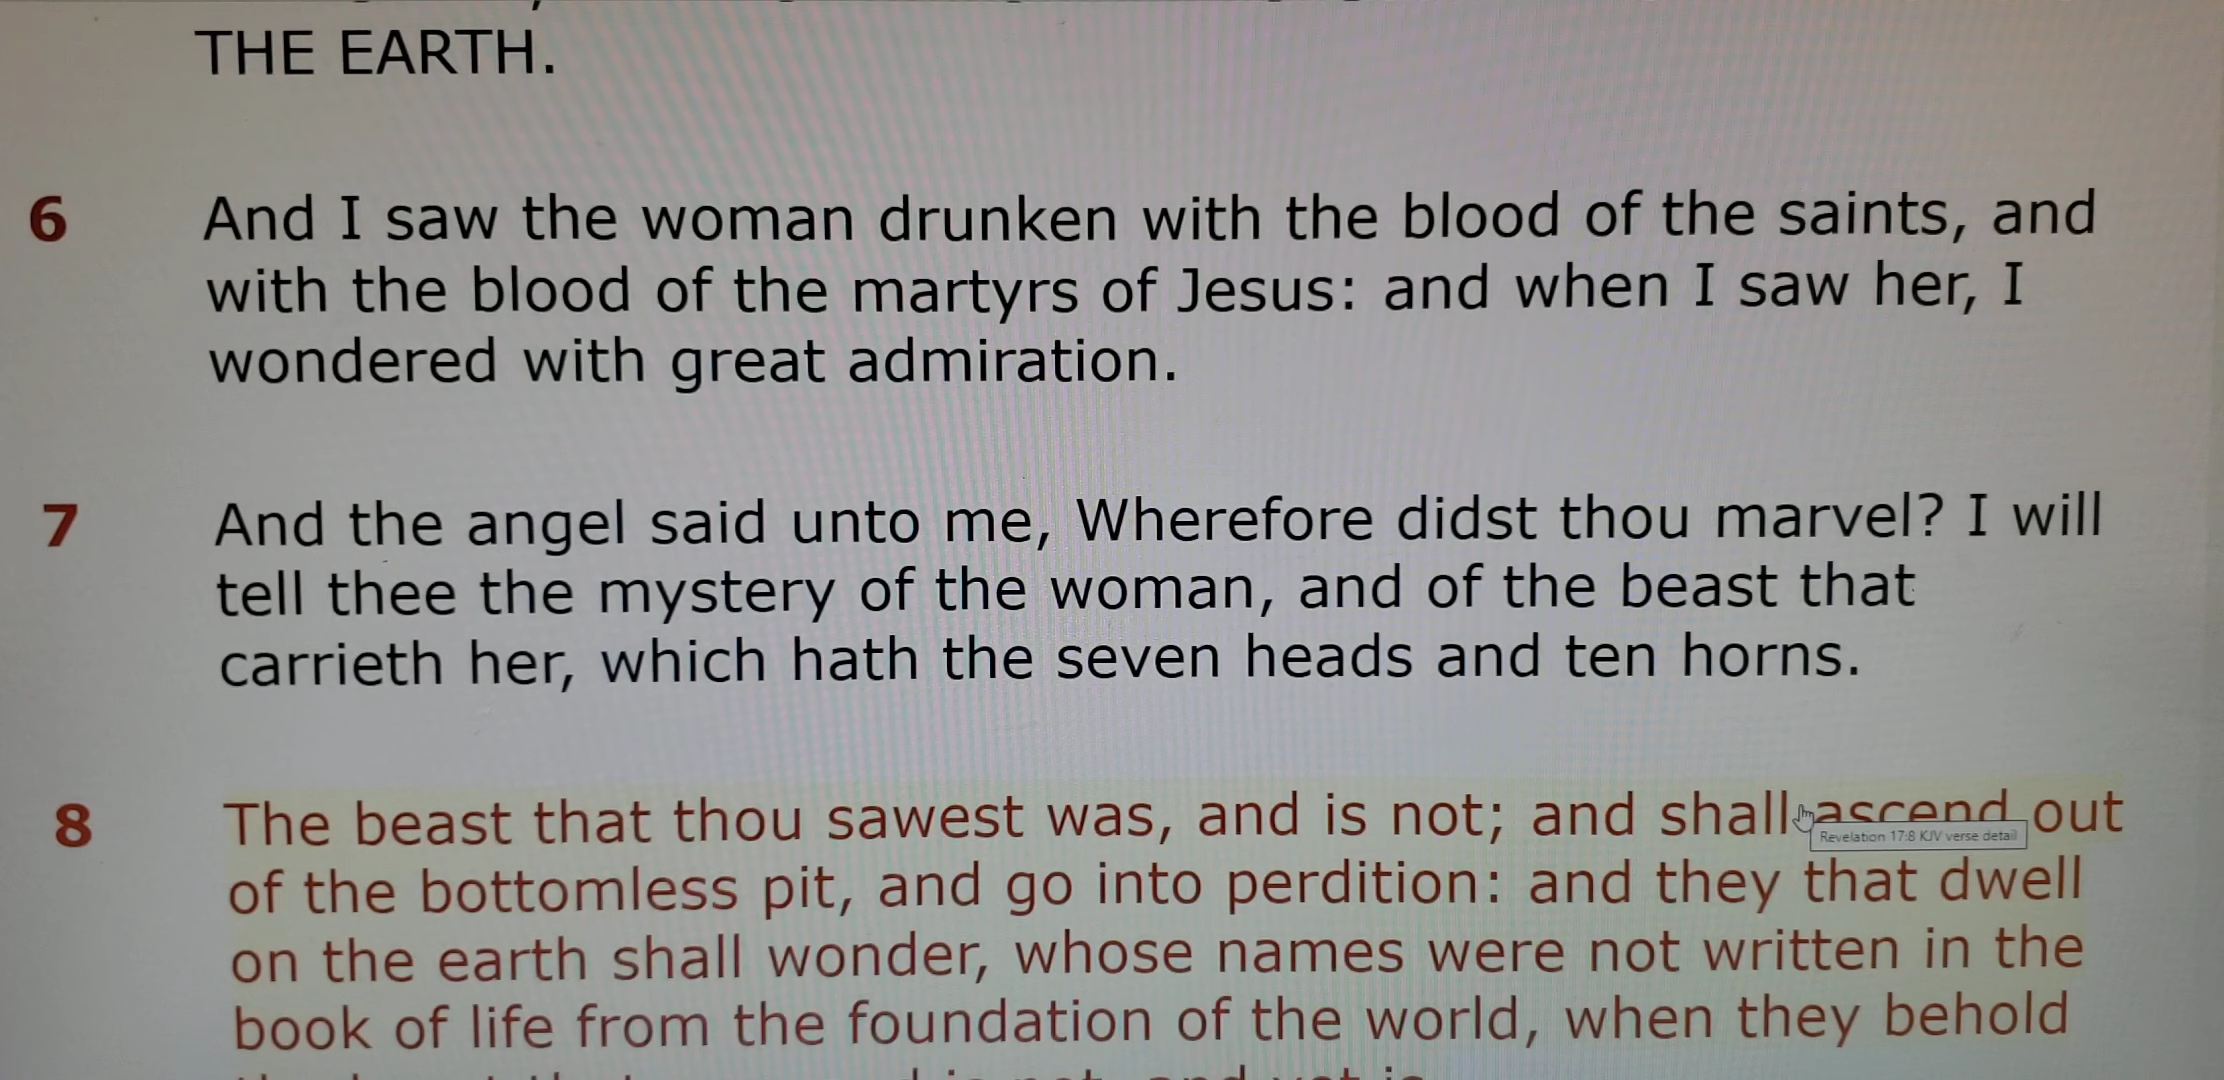 THE EARTH.
6 And I saw the woman drunken with the blood of the saints, and
with the blood of the martyrs of Jesus: and when I saw her, I
wondered with great admiration.
7 And the angel said unto me, Wherefore didst thou marvel? I will
tell thee the mystery of the woman, and of the beast that
carrieth her, which hath the seven heads and ten horns.
8 The beast that thou sawest was, and is not; and shall ascend out
Revelation 17:8 KJV verse detail
of the bottomless pit, and go into perdition: and they that dwell
on the earth shall wonder, whose names were not written in the
book of life from the foundation of the world, when they behold